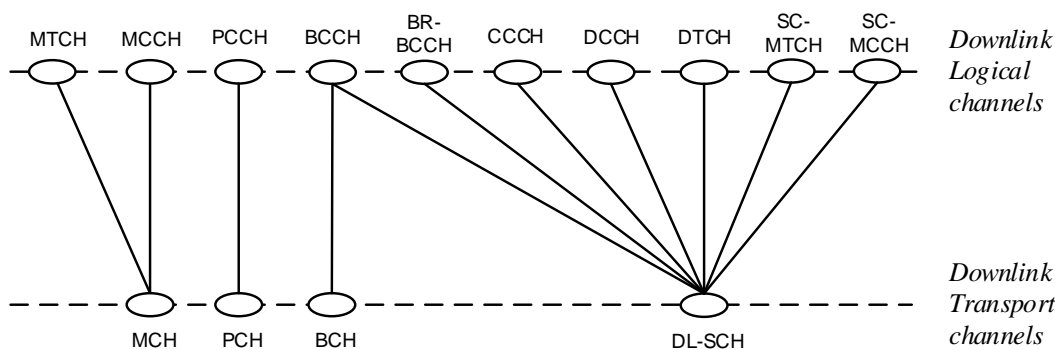 MTCH
MCCH
PCCH
BCCH
BR-
BCCH
CCCH
DCCH
DTCH
SC-
MTCH
SC-
MCCH
Downlink
Logical
channels
Downlink
Transport
channels
MCH
PCH
BCH
DL-SCH